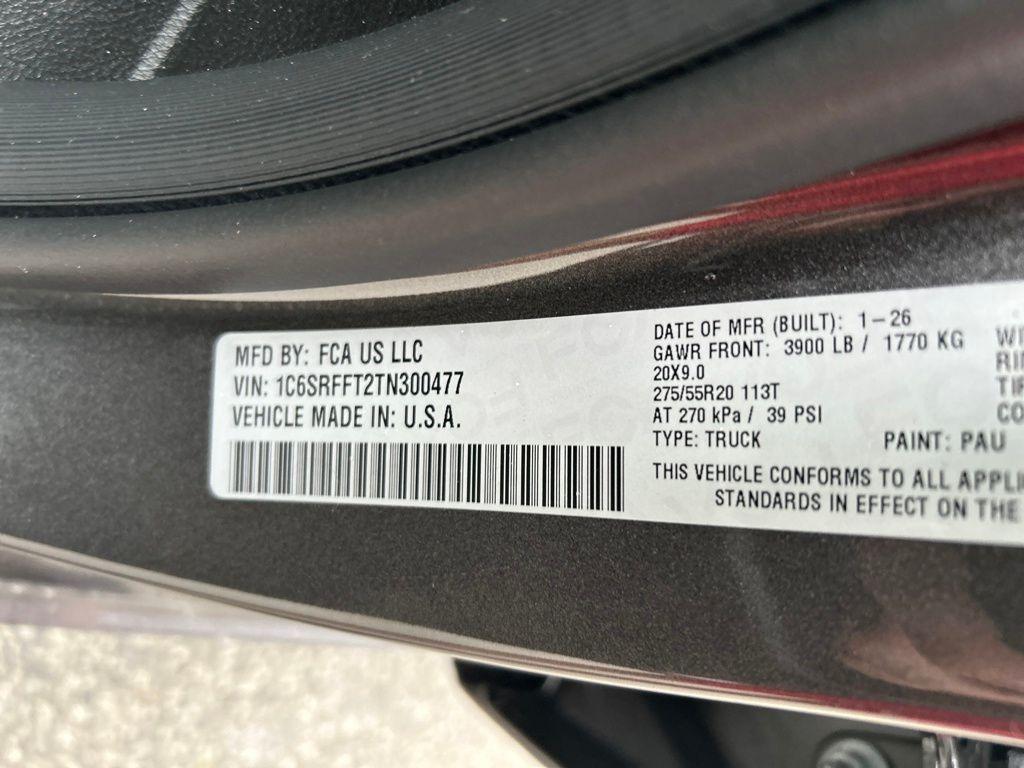 MFD BY: FCA US LLC
VIN: 1C6SRFFT2TN300477
VEHICLE MADE IN: U.S.A.
DATE OF MFR (BUILT): 1-26
GAWR FRONT: 3900 LB / 1770 KG
20X9.0
275/55R20 113T
AT 270 kPa / 39 PSI
TYPE: TRUCK PAINT: PAU
THIS VEHICLE CONFORMS TO ALL
STANDARDS IN EFFECT ON THE